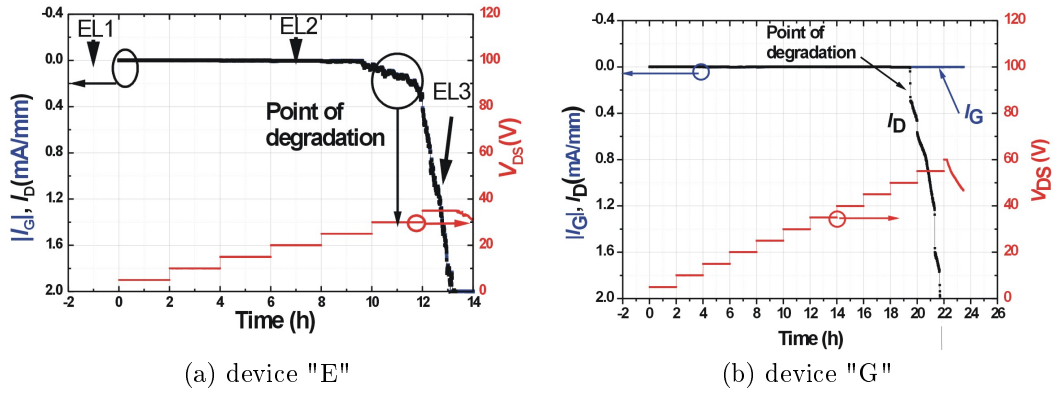 EL1
EL2
EL3
Point of
degradation
-0.4
0.0
0.4
0.8
1.2
1.6
2.0
|IG|, ID(mA/mm)
120
100
80
60
40
20
0
VDS(V)
-2 0 2 4 6 8 10 12 14
Time (h)
(a) device "E"
Point of
degradation
ID
IG
-0.4
0.0
0.4
0.8
1.2
1.6
2.0
|IG|, ID(mA/mm)
120
100
80
60
40
20
0
VDS(V)
-2 0 2 4 6 8 10 12 14 16 18 20 22 24 26
Time (h)
(b) device "G"